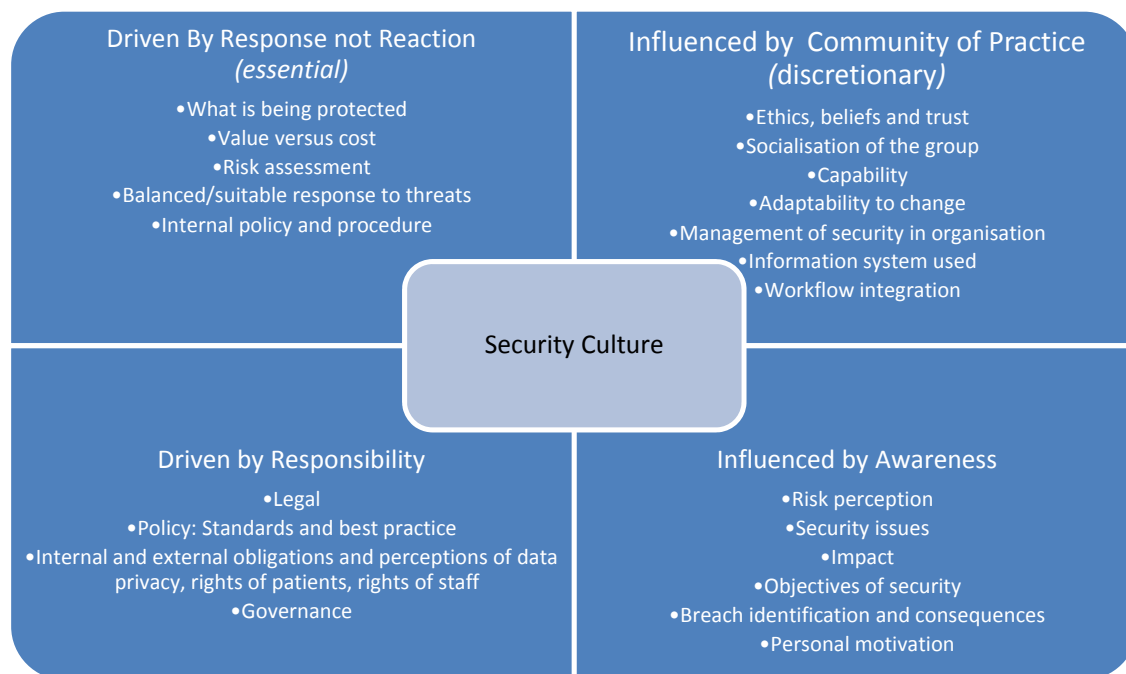 Driven By Response not Reaction
(essential)
•What is being protected
•Value versus cost
•Risk assessment
•Balanced/suitable response to threats
•Internal policy and procedure
Influenced by Community of Practice
(discretionary)
•Ethics, beliefs and trust
•Socialisation of the group
•Capability
•Adaptability to change
•Management of security in organisation
•Information system used
•Workflow integration
Security Culture
Driven by Responsibility
•Legal
•Policy: Standards and best practice
•Internal and external obligations and perceptions of data
privacy, rights of patients, rights of staff
•Governance
Influenced by Awareness
•Risk perception
•Security issues
•Impact
•Objectives of security
•Breach identification and consequences
•Personal motivation